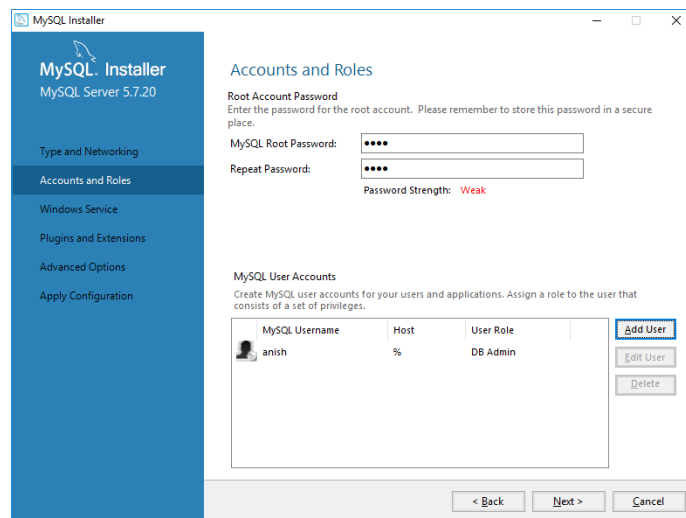 MySQL Installer
MySQL. Installer
MySQL Server 5.7.20
Type and Networking
Accounts and Roles
Windows Service
Plugins and Extensions
Advanced Options
Apply Configuration
Accounts and Roles
Root Account Password
Enter the password for the root account. Please remember to store this password in a secure
place.
MySQL Root Password: ●●●●
Repeat Password: ●●●●
Password Strength: Weak
MySQL User Accounts
Create MySQL user accounts for your users and applications. Assign a role to the user that
consists of a set of privileges.
MySQL Username Host User Role
anish % DB Admin
Add User
Edit User
Delete
< Back Next > Cancel